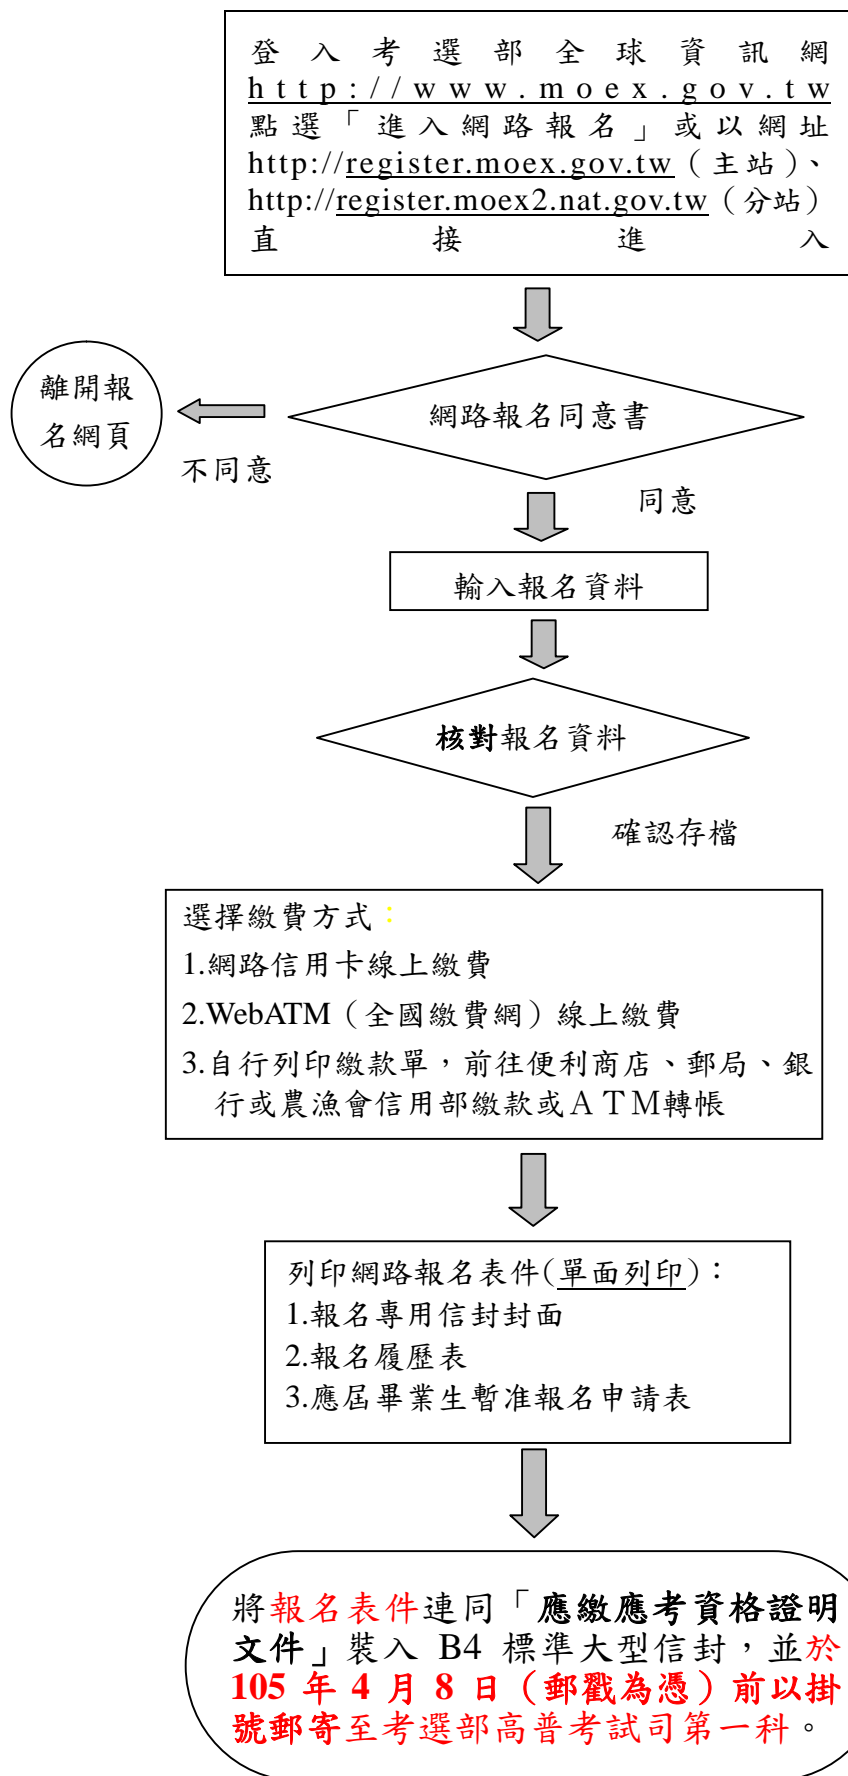 登入考選部全球資訊網
http://www.moex.gov.tw
點選「進入網路報名」或以網址
http://register.moex.gov.tw（主站）、
http://register.moex2.nat.gov.tw（分站）
直接進入
離開報
名網頁
網路報名同意書
不同意
同意
輸入報名資料
核對報名資料
確認存檔
選擇繳費方式：
1.網路信用卡線上繳費
2.WebATM（全國繳費網）線上繳費
3.自行列印繳款單，前往便利商店、郵局、銀
行或農漁會信用部繳款或ＡＴＭ轉帳
列印網路報名表件(單面列印)：
1.報名專用信封封面
2.報名履歷表
3.應屆畢業生暫准報名申請表
將報名表件連同「應繳應考資格證明
文件」裝入 B4 標準大型信封，並於
105 年 4 月 8 日（郵戳為憑）前以掛
號郵寄至考選部高普考試司第一科。